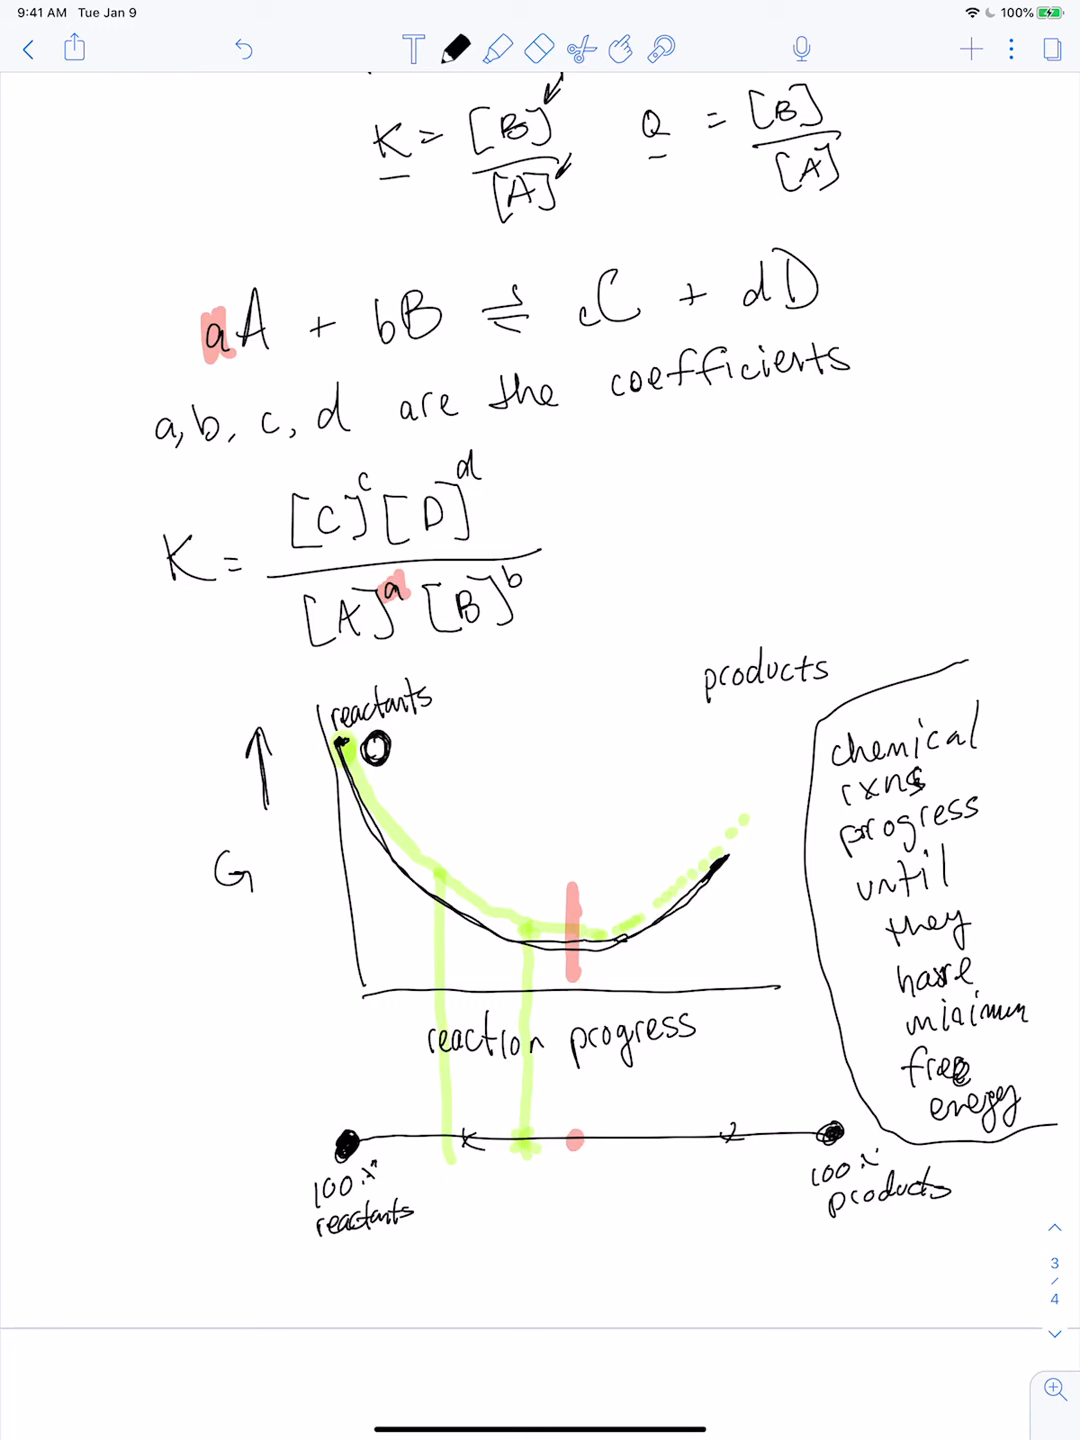 9:41 AM Tue Jan 9
100%
K = [B] / [A]
Q = [B] / [A]
aA + bB ⇌ cC + dD
a, b, c, d are the coefficients
K = [C]^c [D]^d / [A]^a [B]^b
products
reactants
G
chemical
rxns
progress
until
they
have
minimum
free
energy
reaction progress
100%
reactants
100%
products
3
/
4